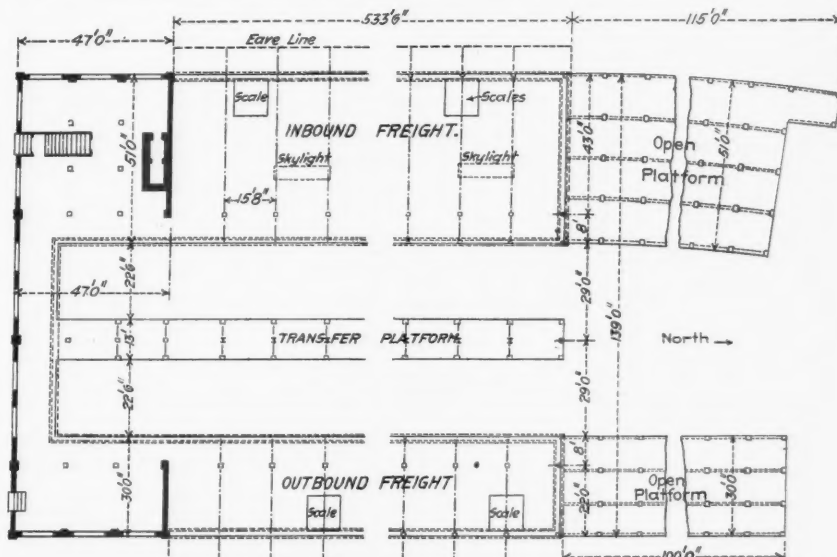 533'6"
115'0"
47'0"
Eave Line
Scale
Scales
INBOUND FREIGHT.
51'0"
43'0"
51'0"
Open
Platform
Skylight
Skylight
15'8"
8'
47'0"
22'6"
29'0"
139'0"
13'
TRANSFER PLATFORM.
North
22'6"
29'0"
8'
30'0"
OUTBOUND FREIGHT
22'0"
Open
Platform
30'0"
Scale
Scale
100'0"